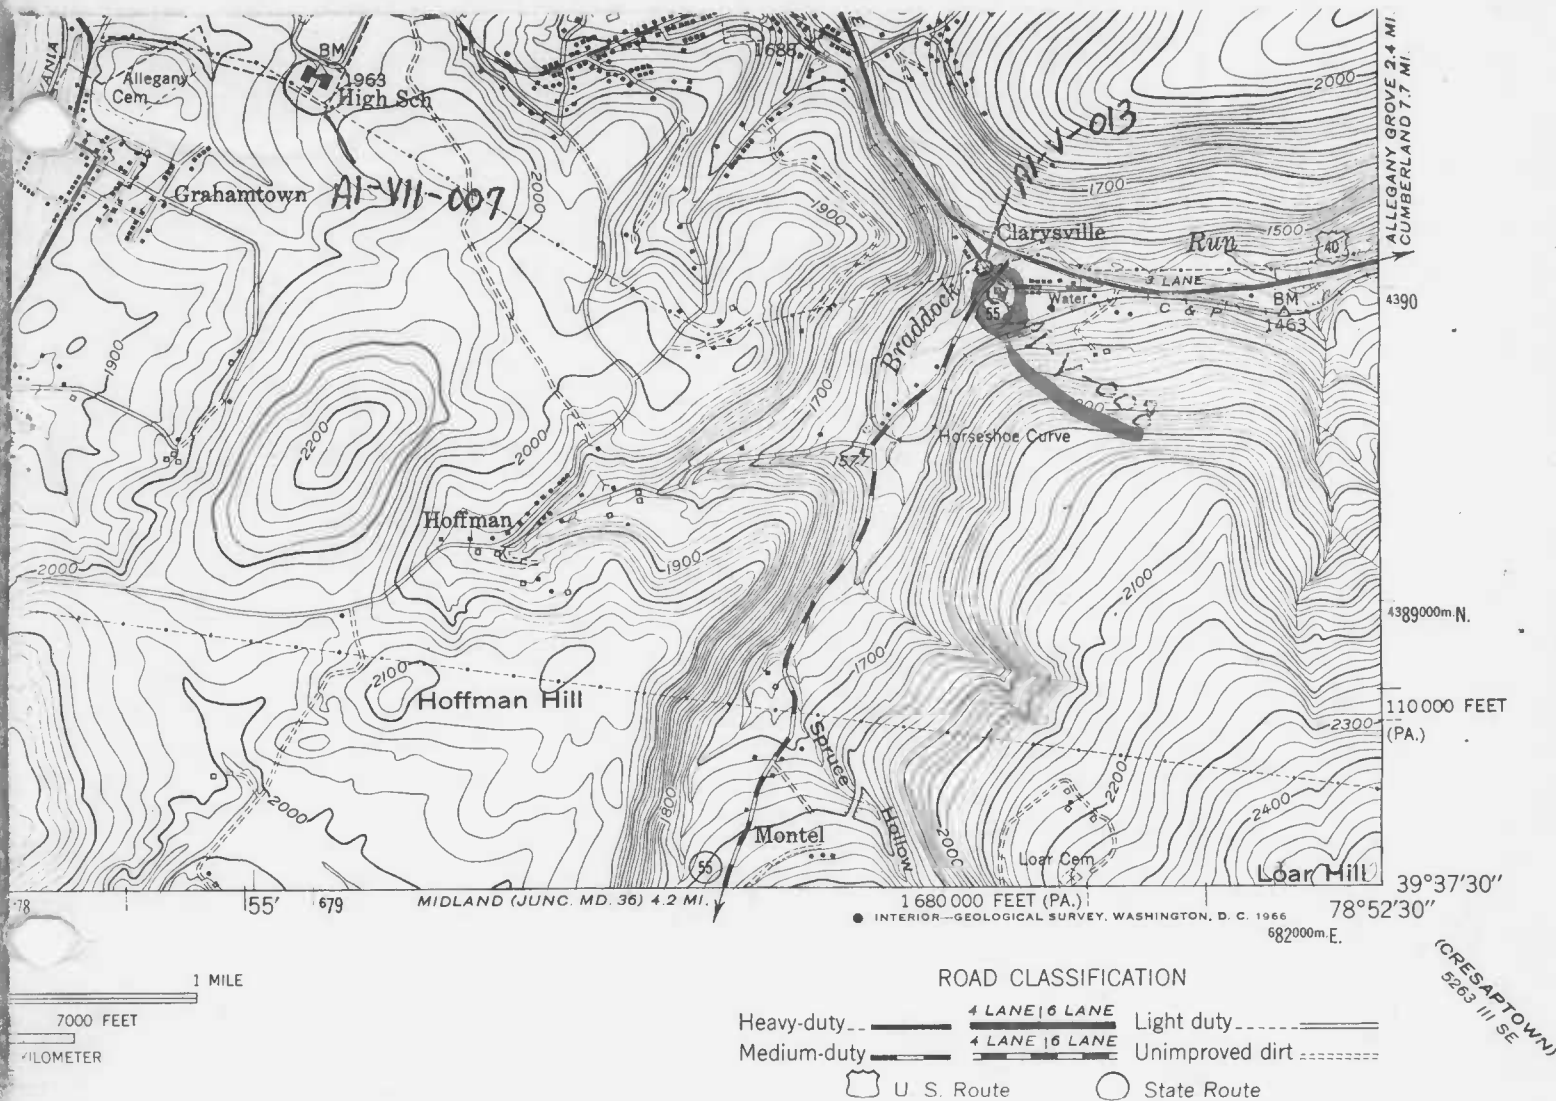 ALLEGANY GROVE 2.4 MI.
CUMBERLAND 7.7 MI.
BM
1963
High Sch
Allegany
Cem
1688
2000
Al-V-013
Grahamtown
Al-VII-007
2000
1900
1700
Clarysville
Run
1500
40
3 LANE
Water
C & P
BM
1463
4390
55
Braddock
1900
2200
1700
2000
1577
Horseshoe Curve
Hoffman
2000
1900
2100
4389000m.N.
1700
2100
Hoffman Hill
110 000 FEET
(PA.)
2300
Spruce
Hollow
2000
1800
2200
2400
Montel
55
Loar Cem
Loar Hill
39°37'30"
55'
679
MIDLAND (JUNC. MD. 36) 4.2 MI.
1 680 000 FEET (PA.)
INTERIOR—GEOLOGICAL SURVEY, WASHINGTON, D. C. 1966
78°52'30"
682000m.E.
(CRESAPTOWN)
5263 III SE
1 MILE
7000 FEET
ROAD CLASSIFICATION
Heavy-duty 4 LANE 6 LANE Light duty
Medium-duty 4 LANE 6 LANE Unimproved dirt
U. S. Route State Route